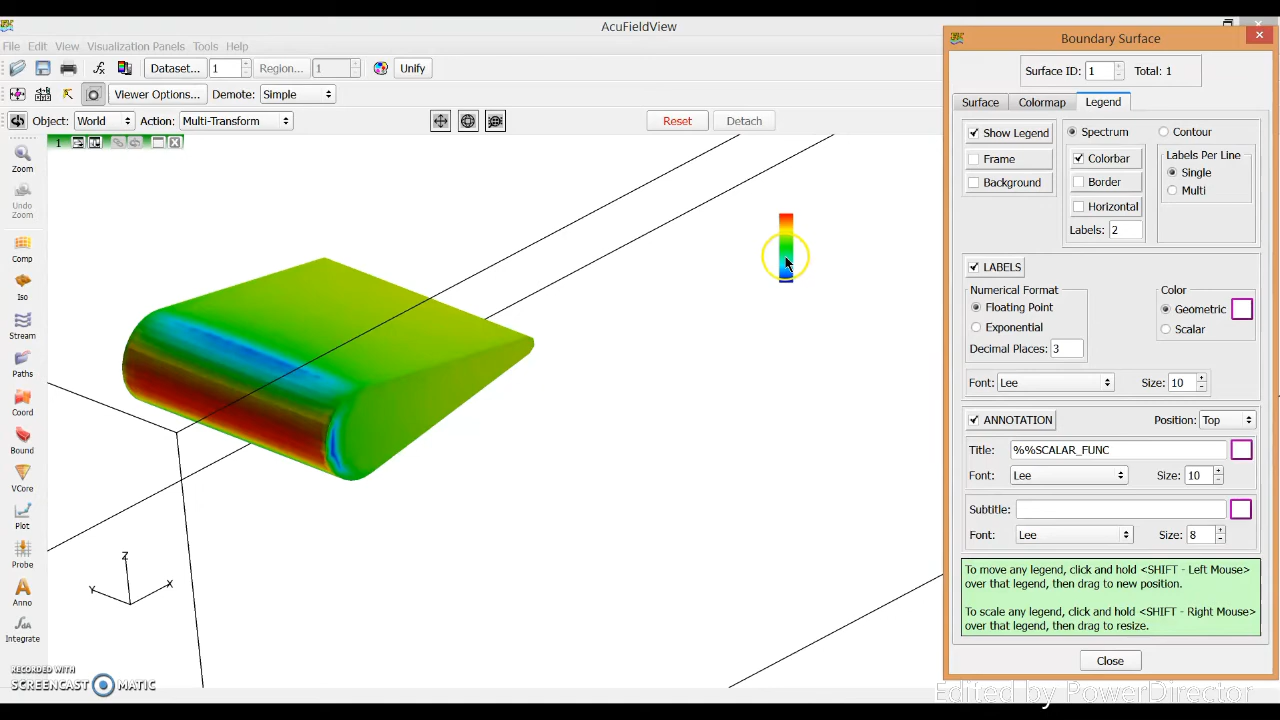 AcuFieldView
File Edit View Visualization Panels Tools Help
Dataset... 1 Region... 1 Unify
Viewer Options... Demote: Simple
Object: World Action: Multi-Transform Reset Detach
1
Zoom
Undo Zoom
Comp
Iso
Stream
Paths
Coord
Bound
VCore
Plot
Probe
Anno
Integrate
Z
Y X
RECORDED WITH
SCREENCAST MATIC
Boundary Surface
Surface ID: 1 Total: 1
Surface Colormap Legend
Show Legend Spectrum Contour
Frame Colorbar Labels Per Line
Background Border Single
Horizontal Multi
Labels: 2
LABELS
Numerical Format Color
Floating Point Geometric
Exponential Scalar
Decimal Places: 3
Font: Lee Size: 10
ANNOTATION Position: Top
Title: %%SCALAR_FUNC
Font: Lee Size: 10
Subtitle:
Font: Lee Size: 8
To move any legend, click and hold <SHIFT - Left Mouse>
over that legend, then drag to new position.
To scale any legend, click and hold <SHIFT - Right Mouse>
over that legend, then drag to resize.
Close
Edited by PowerDirector